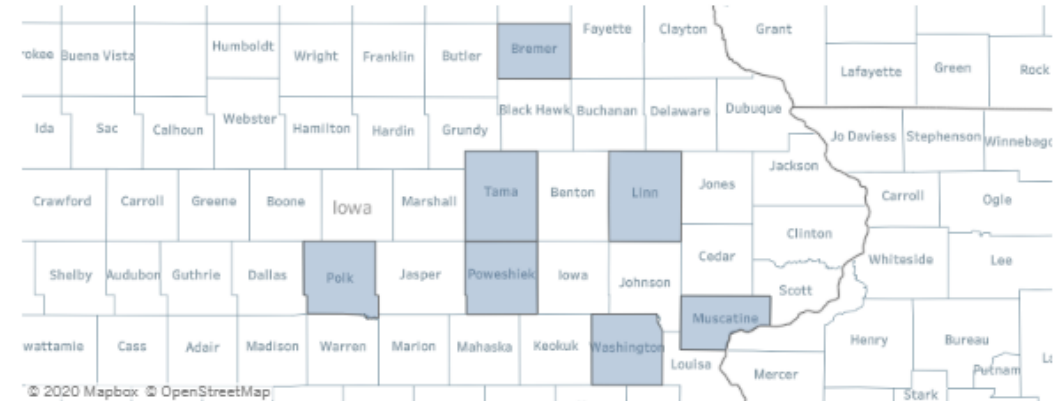 Fayette Clayton Grant
Humboldt Bremer
rokee Buena Vista Wright Franklin Butler
Lafayette Green Rock
Black Hawk Buchanan Delaware Dubuque
Ida Sac Calhoun Webster Hamilton Hardin Grundy
Jo Daviess Stephenson Winnebago
Jackson
Tama Benton Linn Jones
Crawford Carroll Greene Boone Iowa Marshall
Carroll Ogle
Clinton
Cedar
Whiteside Lee
Shelby Audubon Guthrie Dallas Polk Jasper Poweshiek Iowa Johnson
Scott
Muscatine
wattamie Cass Adair Madison Warren Marion Mahaska Keokuk Washington
Henry Bureau
Louisa Mercer
Putnam
Stark
© 2020 Mapbox © OpenStreetMap